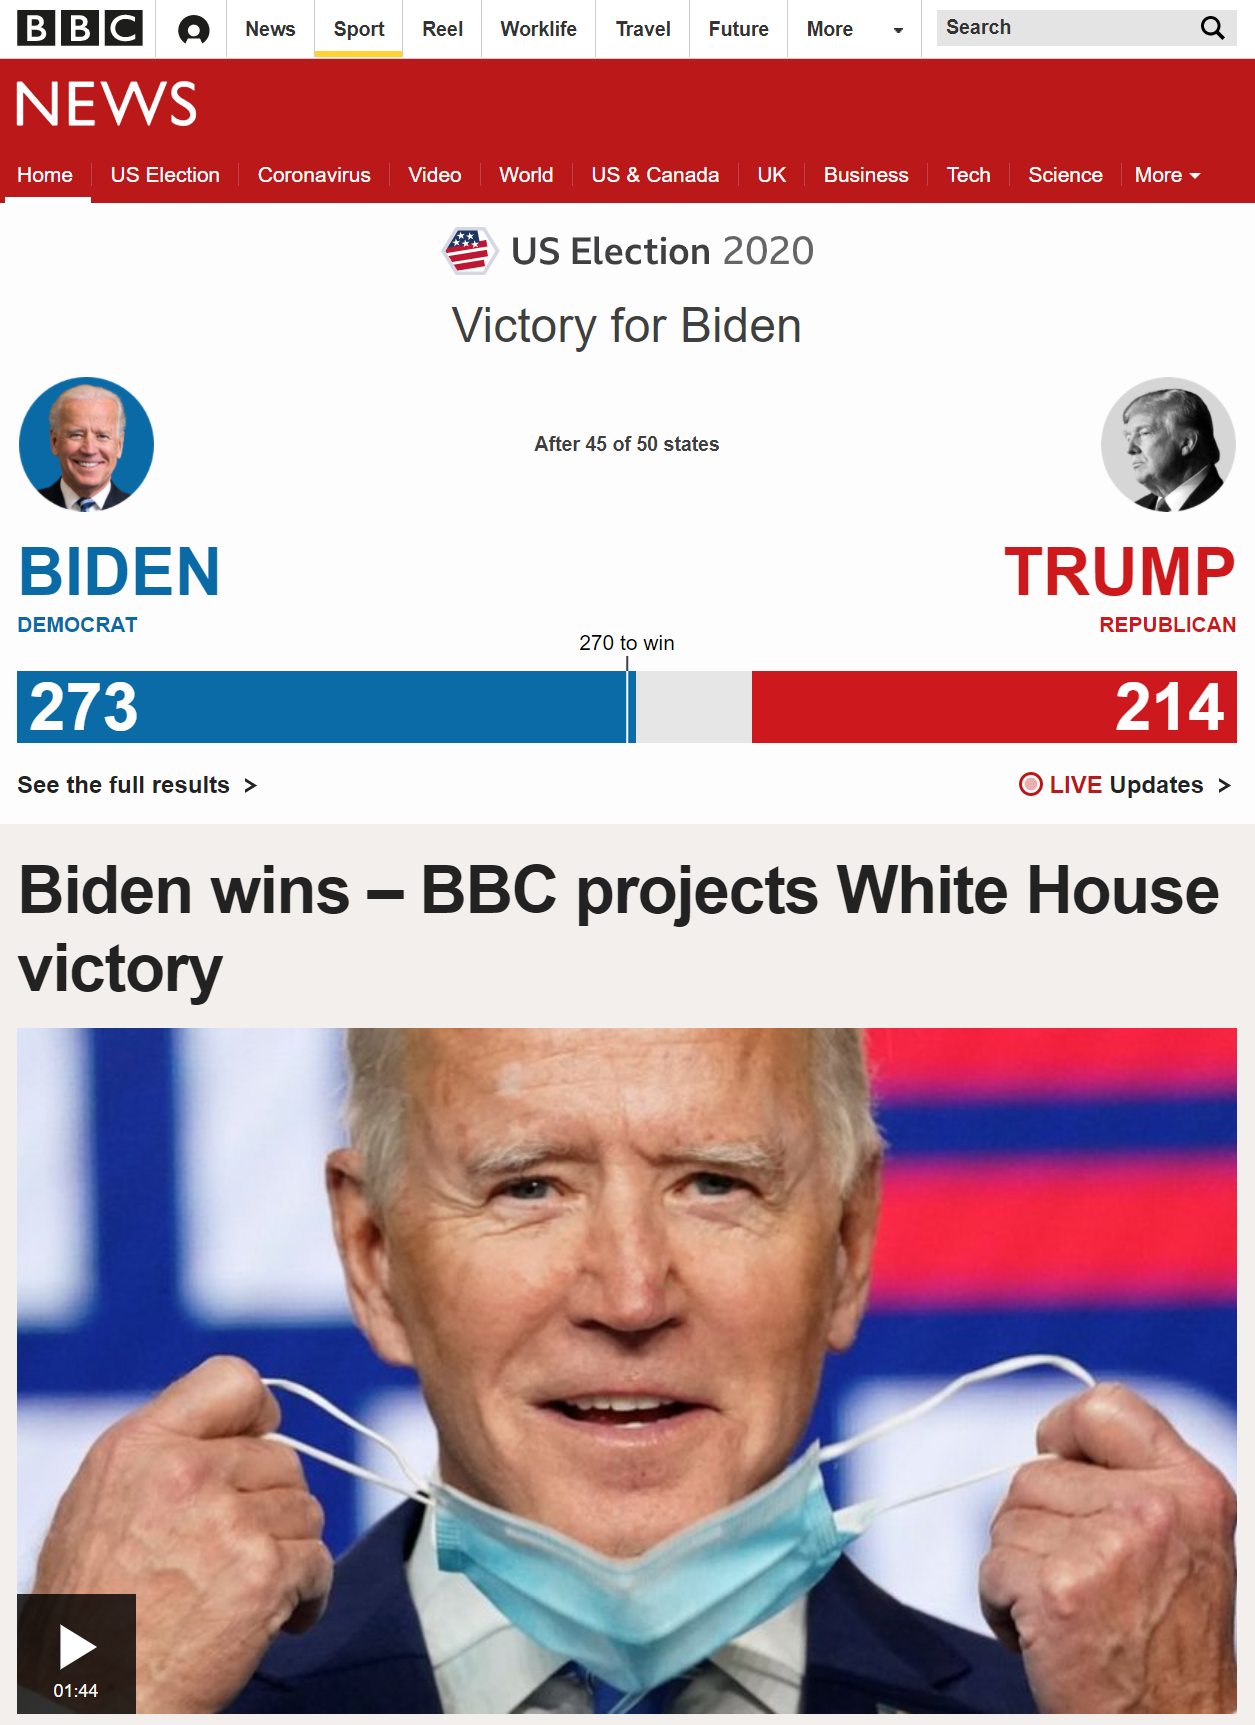 BBC
News
Sport
Reel
Worklife
Travel
Future
More
Search
NEWS
Home
US Election
Coronavirus
Video
World
US & Canada
UK
Business
Tech
Science
More
US Election 2020
Victory for Biden
After 45 of 50 states
BIDEN
TRUMP
DEMOCRAT
REPUBLICAN
270 to win
273
214
See the full results >
LIVE Updates >
Biden wins – BBC projects White House
victory
01:44